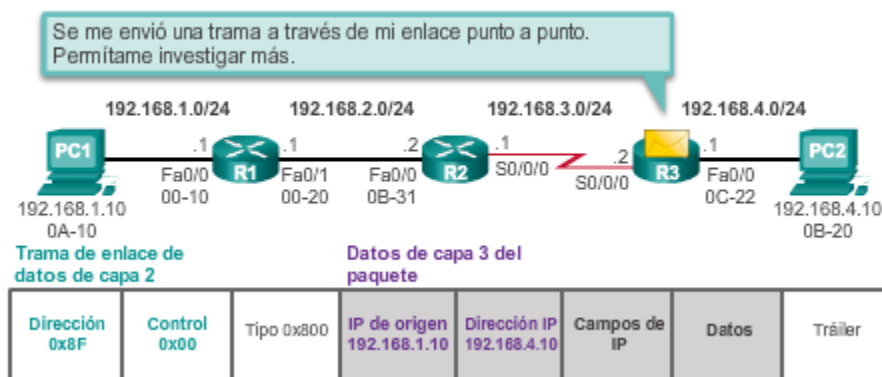 Se me envió una trama a través de mi enlace punto a punto.
Permítame investigar más.
192.168.1.0/24 192.168.2.0/24 192.168.3.0/24 192.168.4.0/24
PC1 .1 R1 .1 .2 R2 .1 .2 R3 .1 PC2
Fa0/0 Fa0/1 Fa0/0 S0/0/0 S0/0/0 Fa0/0
00-10 00-20 0B-31 0C-22
192.168.1.10 192.168.4.10
0A-10 0B-20
Trama de enlace de
datos de capa 2
Datos de capa 3 del
paquete
Dirección
0x8F
Control
0x00
Tipo 0x800
IP de origen
192.168.1.10
Dirección IP
192.168.4.10
Campos de
IP
Datos
Tráiler